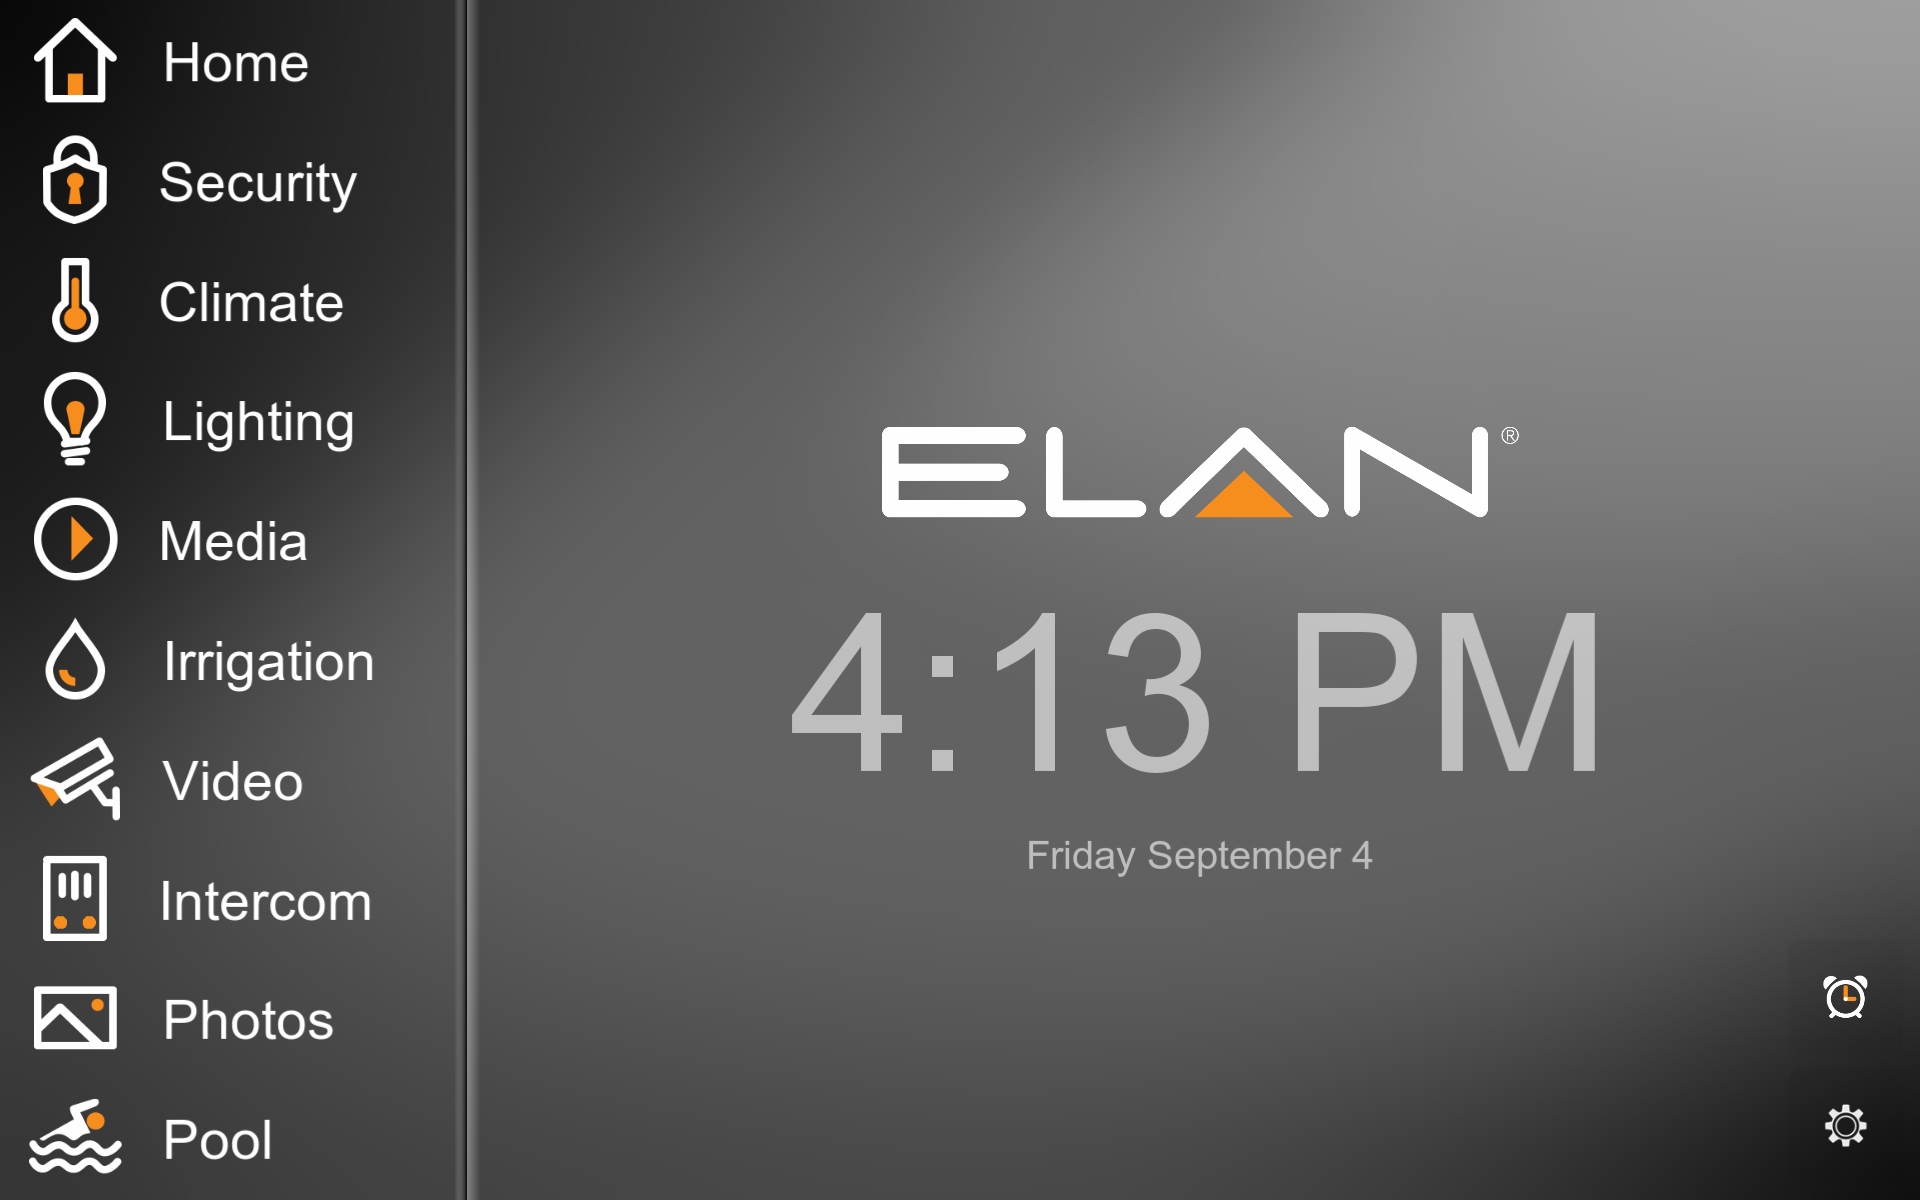 Home
Security
Climate
Lighting
Media
Irrigation
Video
Intercom
Photos
Pool
ELAN®
4:13 PM
Friday September 4